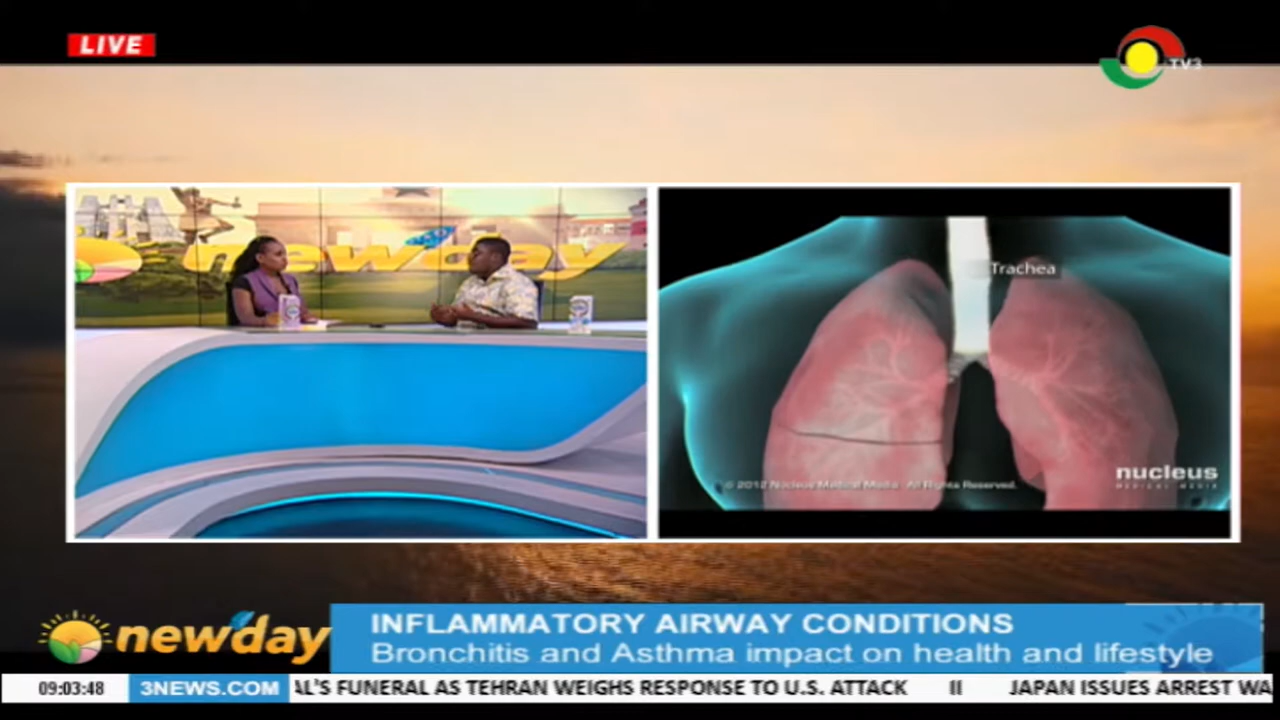 LIVE
TV3
newday
Trachea
nucleus
MEDICAL MEDIA
© 2012 Nucleus Medical Media. All Rights Reserved.
newday
INFLAMMATORY AIRWAY CONDITIONS
Bronchitis and Asthma impact on health and lifestyle
09:03:48
3NEWS.COM
AL'S FUNERAL AS TEHRAN WEIGHS RESPONSE TO U.S. ATTACK II JAPAN ISSUES ARREST WA